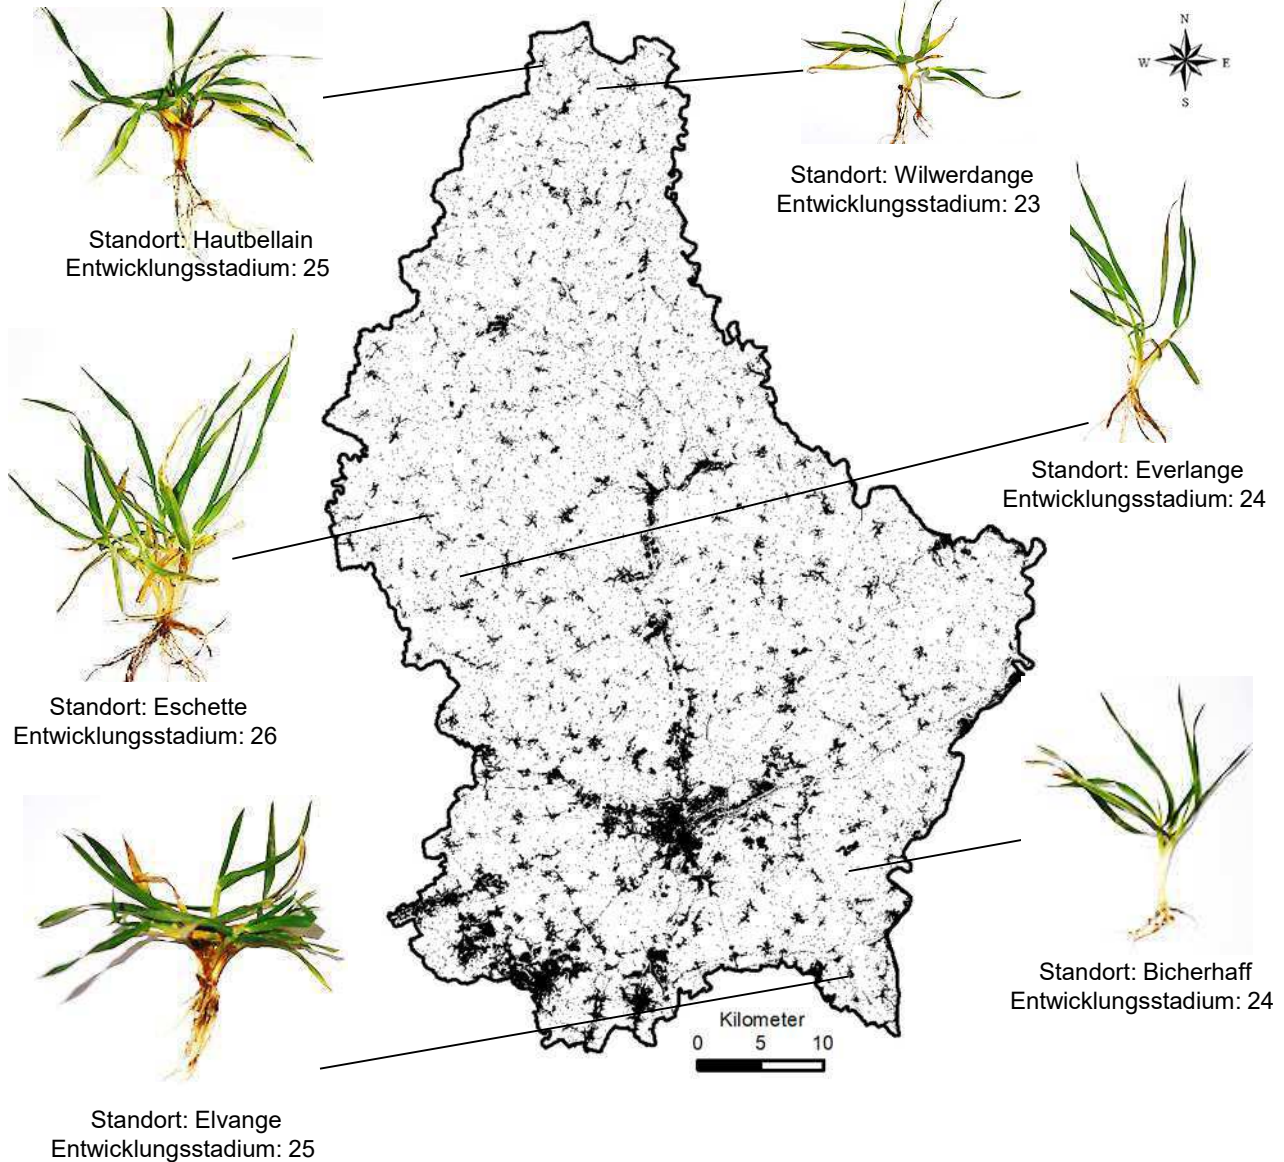 N
W E
S
Standort: Hautbellain
Entwicklungsstadium: 25
Standort: Wilwerdange
Entwicklungsstadium: 23
Standort: Everlange
Entwicklungsstadium: 24
Standort: Eschette
Entwicklungsstadium: 26
Standort: Bicherhaff
Entwicklungsstadium: 24
Kilometer
0 5 10
Standort: Elvange
Entwicklungsstadium: 25